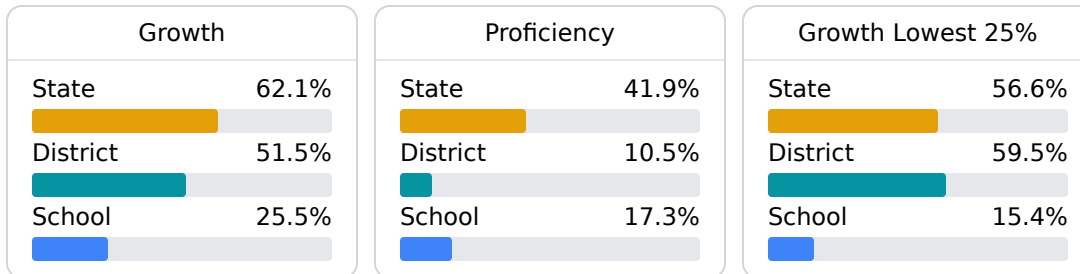 Growth
State 62.1%
District 51.5%
School 25.5%
Proficiency
State 41.9%
District 10.5%
School 17.3%
Growth Lowest 25%
State 56.6%
District 59.5%
School 15.4%